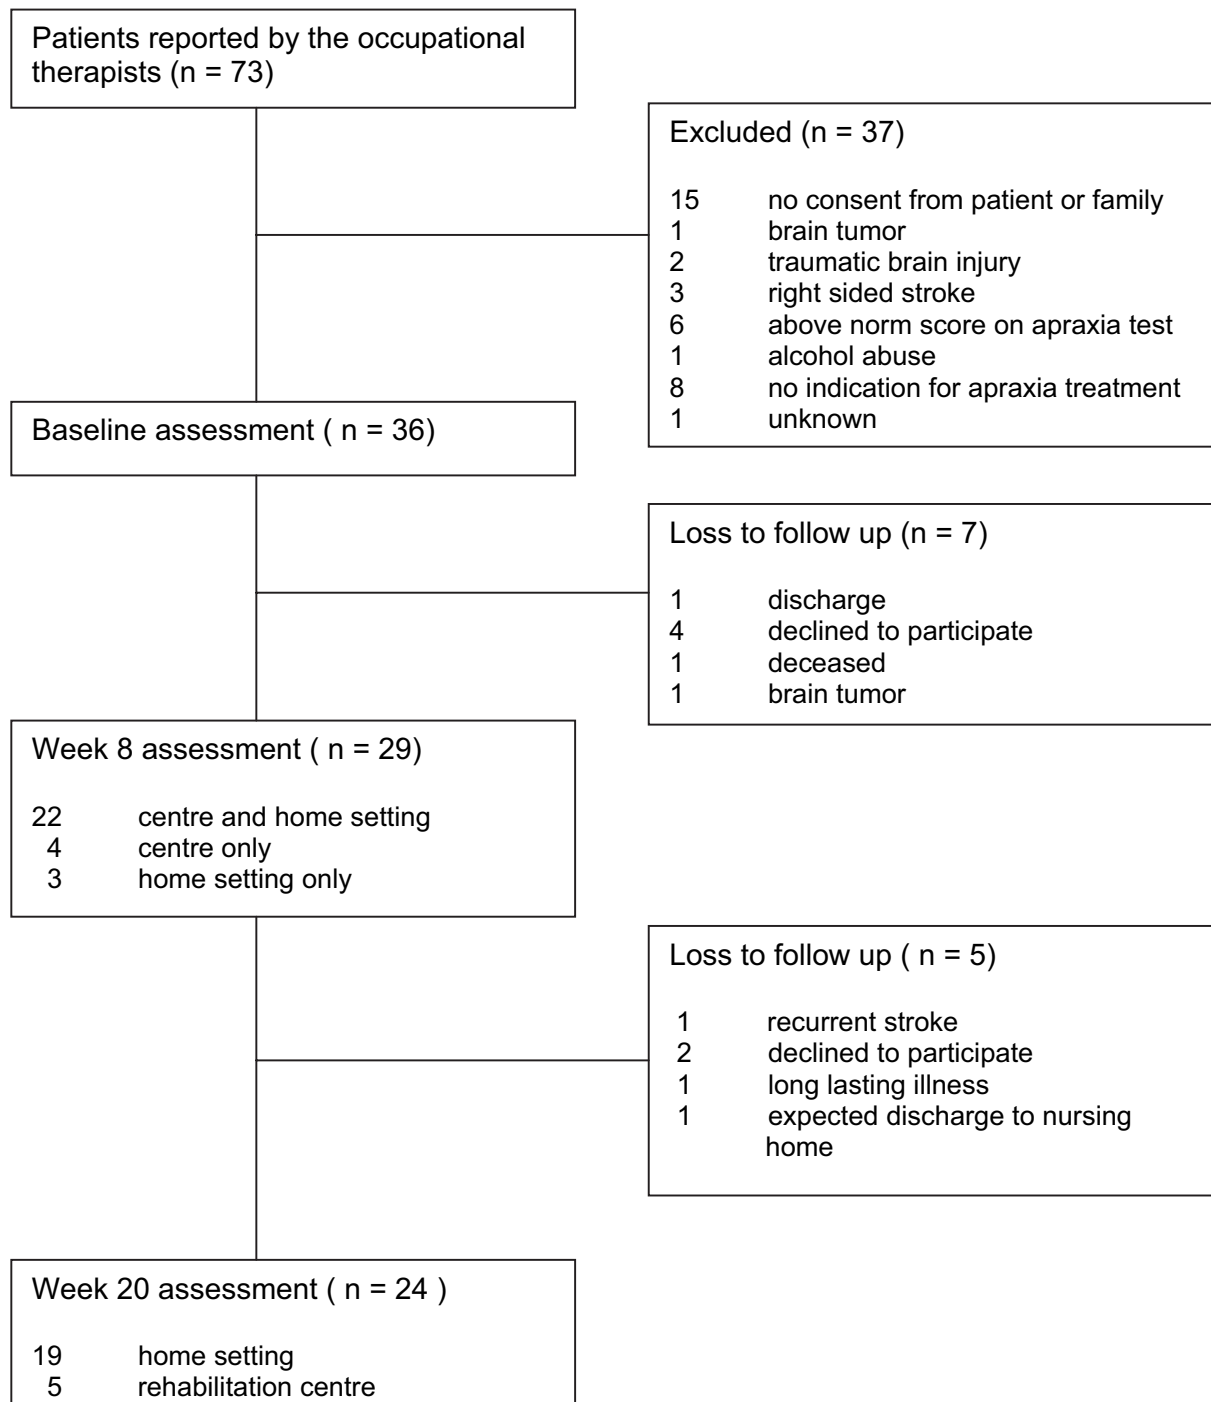 Patients reported by the occupational
therapists (n = 73)
Excluded (n = 37)
15 no consent from patient or family
1 brain tumor
2 traumatic brain injury
3 right sided stroke
6 above norm score on apraxia test
1 alcohol abuse
8 no indication for apraxia treatment
1 unknown
Baseline assessment ( n = 36)
Loss to follow up (n = 7)
1 discharge
4 declined to participate
1 deceased
1 brain tumor
Week 8 assessment ( n = 29)
22 centre and home setting
4 centre only
3 home setting only
Loss to follow up ( n = 5)
1 recurrent stroke
2 declined to participate
1 long lasting illness
1 expected discharge to nursing
home
Week 20 assessment ( n = 24 )
19 home setting
5 rehabilitation centre